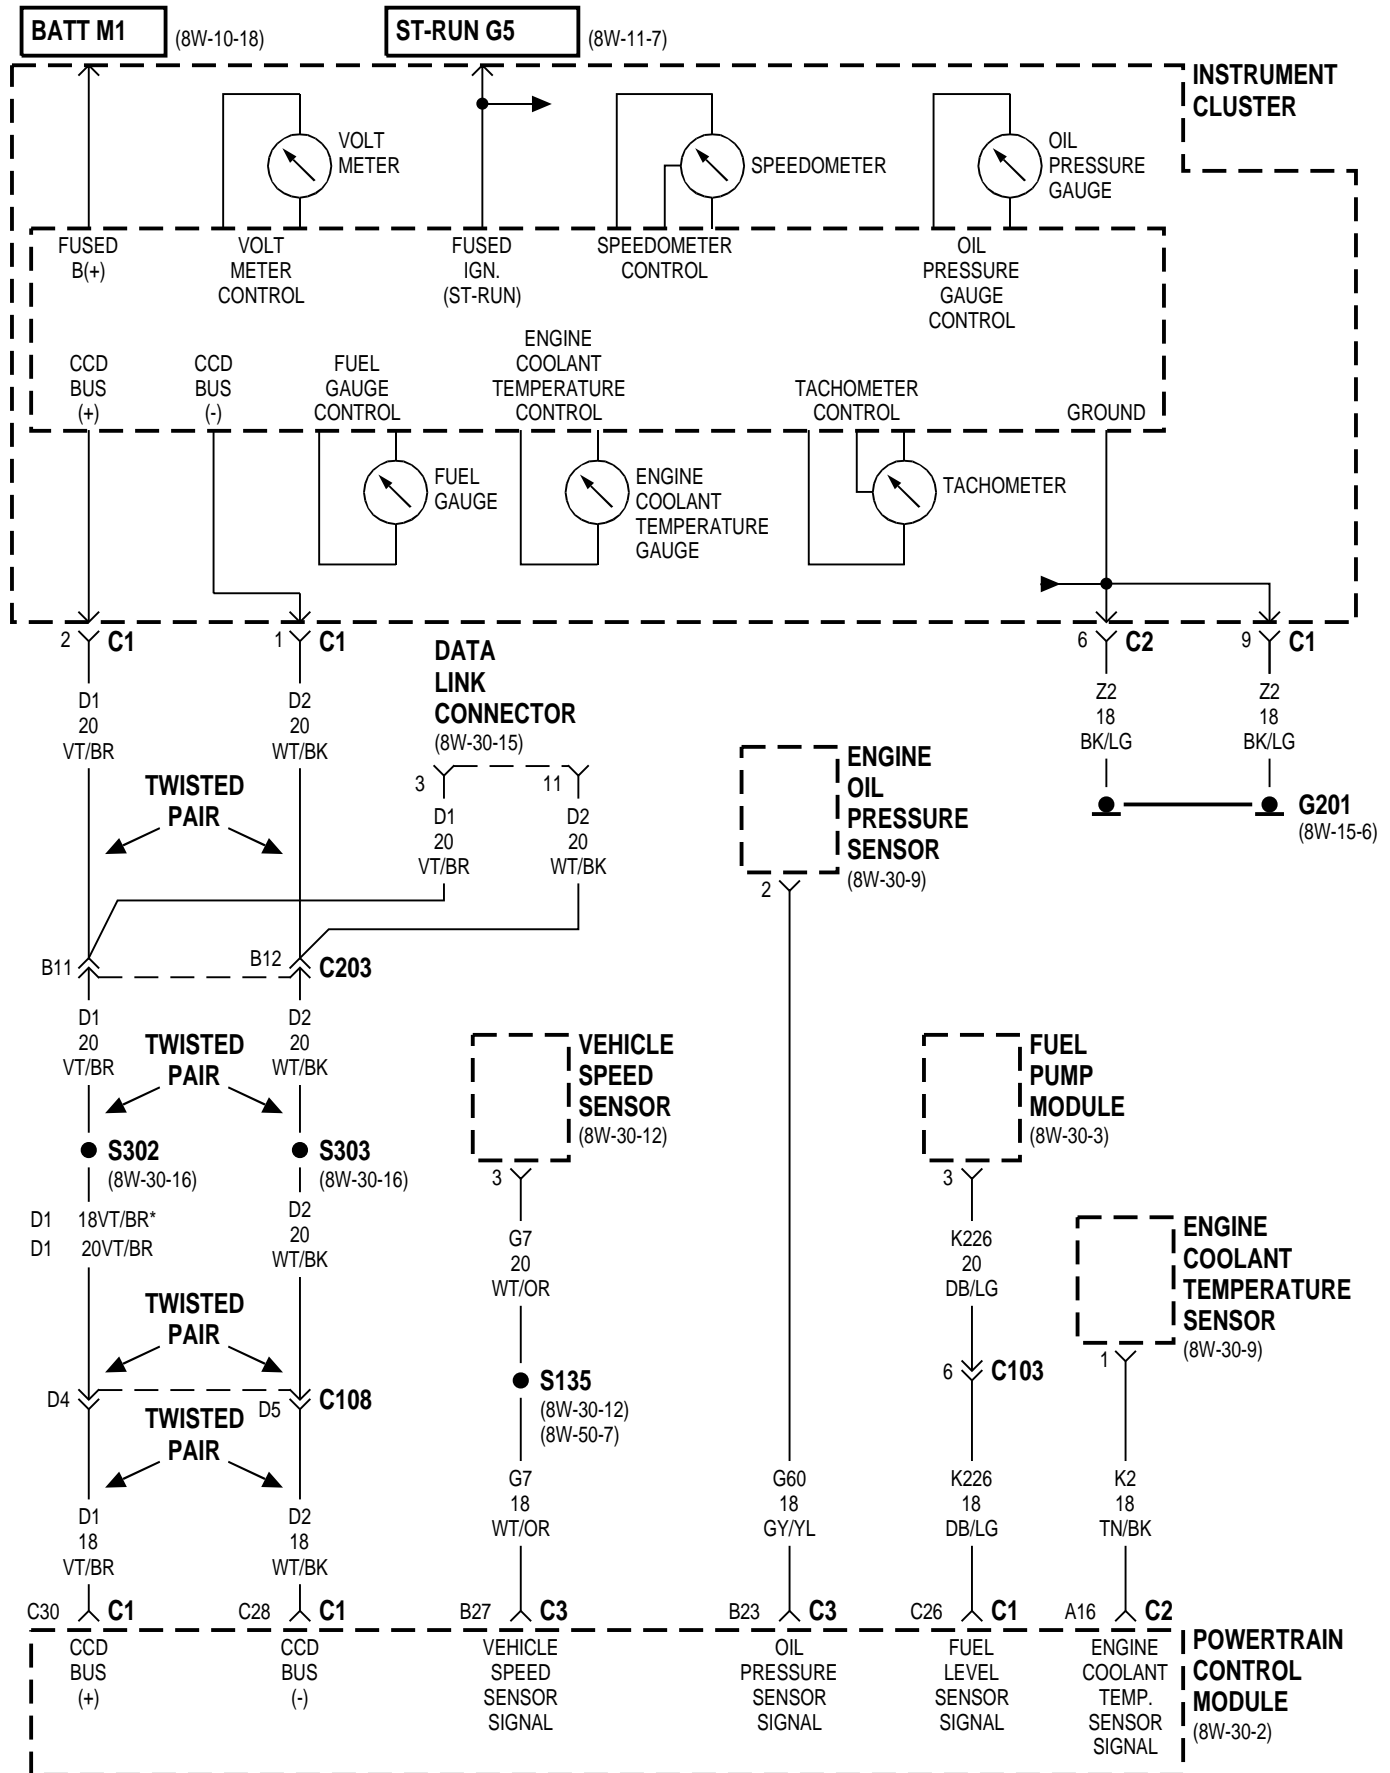 BATT M1
(8W-10-18)
ST-RUN G5
(8W-11-7)
INSTRUMENT
CLUSTER
VOLT
METER
SPEEDOMETER
OIL
PRESSURE
GAUGE
FUSED
B(+)
VOLT
METER
CONTROL
FUSED
IGN.
(ST-RUN)
SPEEDOMETER
CONTROL
OIL
PRESSURE
GAUGE
CONTROL
CCD
BUS
(+)
CCD
BUS
(-)
FUEL
GAUGE
CONTROL
ENGINE
COOLANT
TEMPERATURE
CONTROL
TACHOMETER
CONTROL
GROUND
FUEL
GAUGE
ENGINE
COOLANT
TEMPERATURE
GAUGE
TACHOMETER
2 C1
1 C1
6 C2
9 C1
D1
20
VT/BR
D2
20
WT/BK
DATA
LINK
CONNECTOR
(8W-30-15)
3
11
D1
20
VT/BR
D2
20
WT/BK
Z2
18
BK/LG
Z2
18
BK/LG
G201
(8W-15-6)
TWISTED
PAIR
ENGINE
OIL
PRESSURE
SENSOR
(8W-30-9)
2
B11
B12 C203
D1
20
VT/BR
D2
20
WT/BK
TWISTED
PAIR
VEHICLE
SPEED
SENSOR
(8W-30-12)
3
FUEL
PUMP
MODULE
(8W-30-3)
3
S302
(8W-30-16)
S303
(8W-30-16)
D1 18VT/BR*
D1 20VT/BR
D2
20
WT/BK
G7
20
WT/OR
K226
20
DB/LG
ENGINE
COOLANT
TEMPERATURE
SENSOR
(8W-30-9)
1
TWISTED
PAIR
D4
D5 C108
S135
(8W-30-12)
(8W-50-7)
6 C103
TWISTED
PAIR
D1
18
VT/BR
D2
18
WT/BK
G7
18
WT/OR
G60
18
GY/YL
K226
18
DB/LG
K2
18
TN/BK
C30 C1
C28 C1
B27 C3
B23 C3
C26 C1
A16 C2
CCD
BUS
(+)
CCD
BUS
(-)
VEHICLE
SPEED
SENSOR
SIGNAL
OIL
PRESSURE
SENSOR
SIGNAL
FUEL
LEVEL
SENSOR
SIGNAL
ENGINE
COOLANT
TEMP.
SENSOR
SIGNAL
POWERTRAIN
CONTROL
MODULE
(8W-30-2)